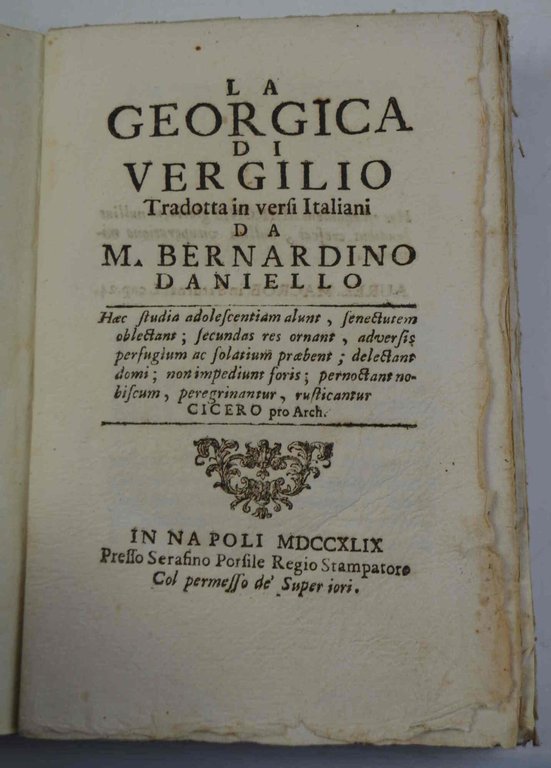 LA
GEORGICA
DI
VERGILIO
Tradotta in verſi Italiani
DA
M. BERNARDINO
DANIELLO
Hæc ſtudia adoleſcentiam alunt, ſenectutem
oblectant; ſecundas res ornant, adverſis
perfugium ac ſolatium præbent; delectant
domi; non impediunt foris; pernoctant no-
biſcum, peregrinantur, ruſticantur
CICERO pro Arch.
IN NAPOLI MDCCXLIX
Preſſo Serafino Porſile Regio Stampatore
Col permeſſo de' Superiori.